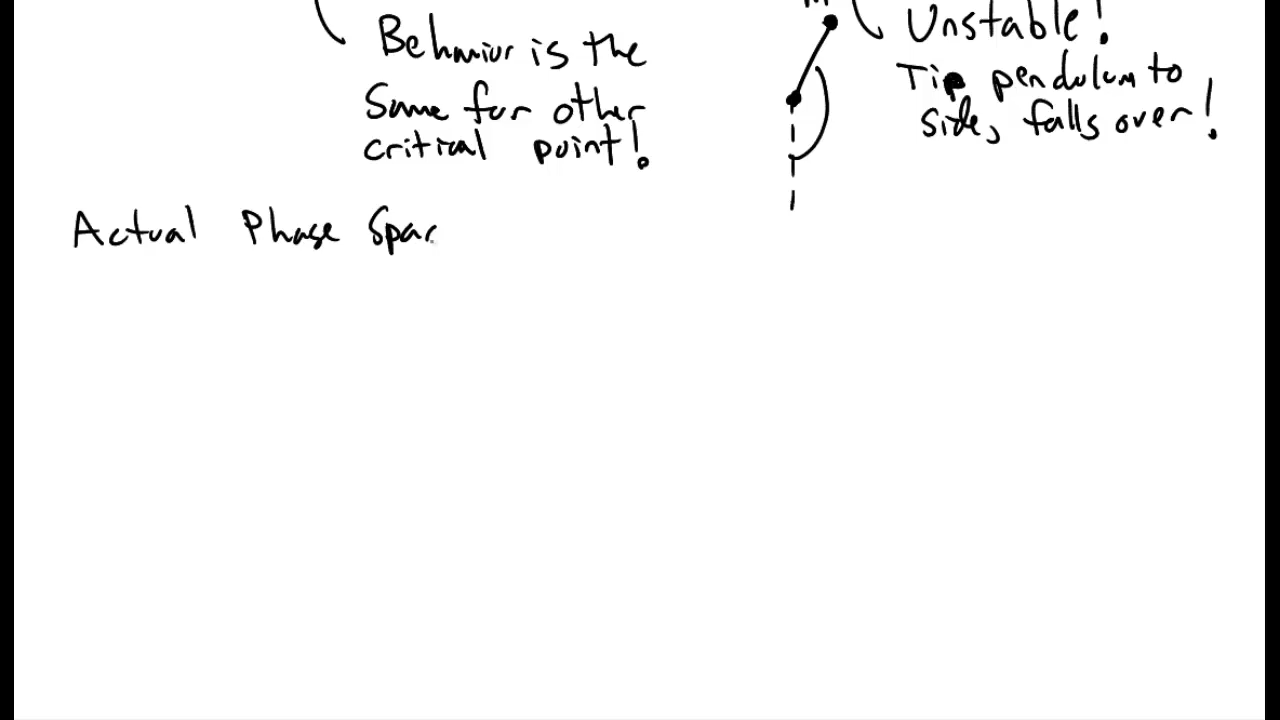 Behavior is the
Same for other
critical point!
m
Unstable!
Tip pendulum to
side, falls over!
Actual Phase Spac